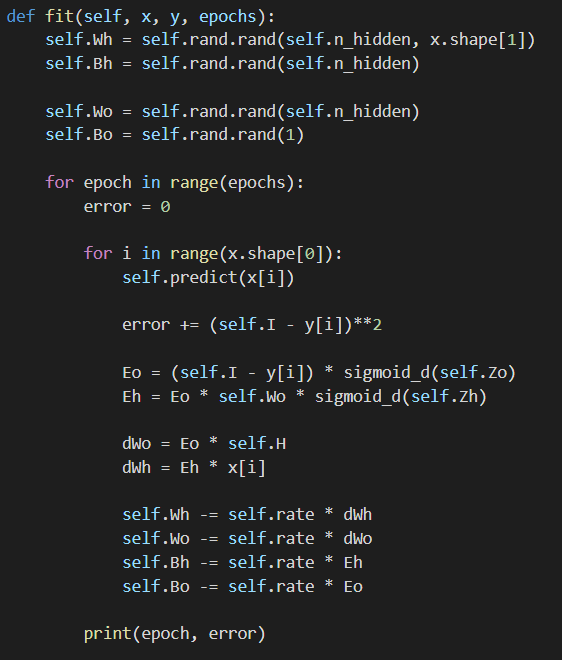 def fit(self, x, y, epochs):
    self.Wh = self.rand.rand(self.n_hidden, x.shape[1])
    self.Bh = self.rand.rand(self.n_hidden)

    self.Wo = self.rand.rand(self.n_hidden)
    self.Bo = self.rand.rand(1)

    for epoch in range(epochs):
        error = 0

        for i in range(x.shape[0]):
            self.predict(x[i])

            error += (self.I - y[i])**2

            Eo = (self.I - y[i]) * sigmoid_d(self.Zo)
            Eh = Eo * self.Wo * sigmoid_d(self.Zh)

            dWo = Eo * self.H
            dWh = Eh * x[i]

            self.Wh -= self.rate * dWh
            self.Wo -= self.rate * dWo
            self.Bh -= self.rate * Eh
            self.Bo -= self.rate * Eo

        print(epoch, error)